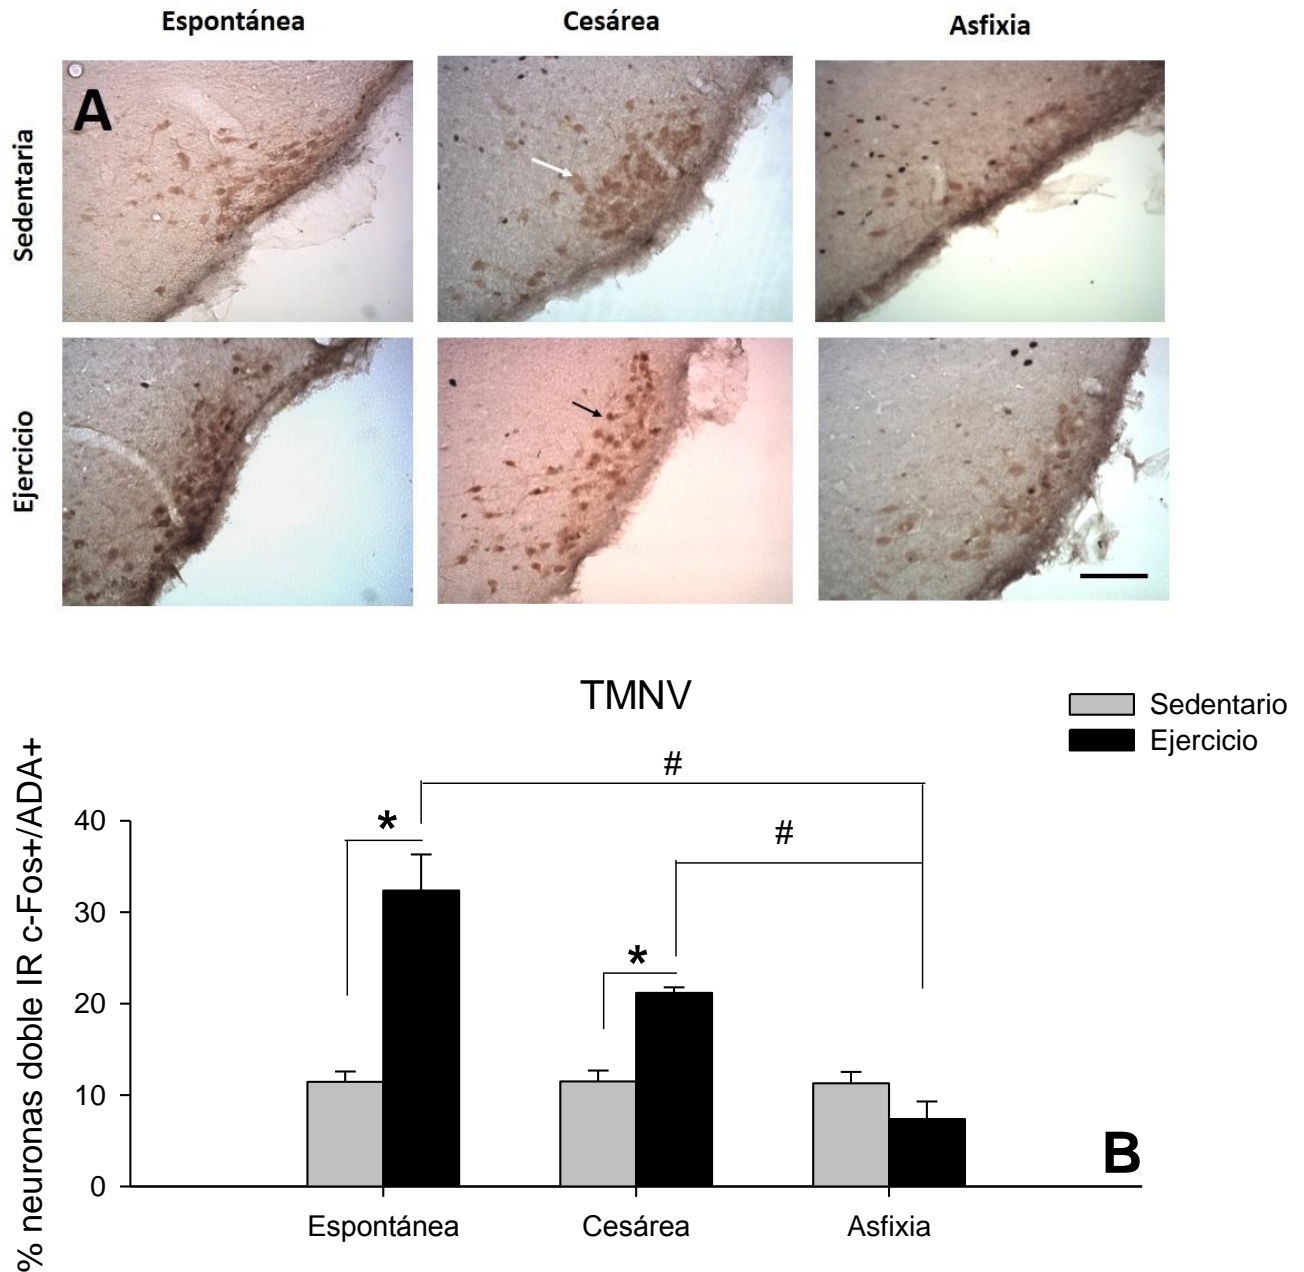 Espontánea
Cesárea
Asfixia
A
Sedentaria
Ejercicio
TMNV
Sedentario
Ejercicio
% neuronas doble IR c-Fos+/ADA+
#
#
*
*
40
30
20
10
0
B
Espontánea
Cesárea
Asfixia